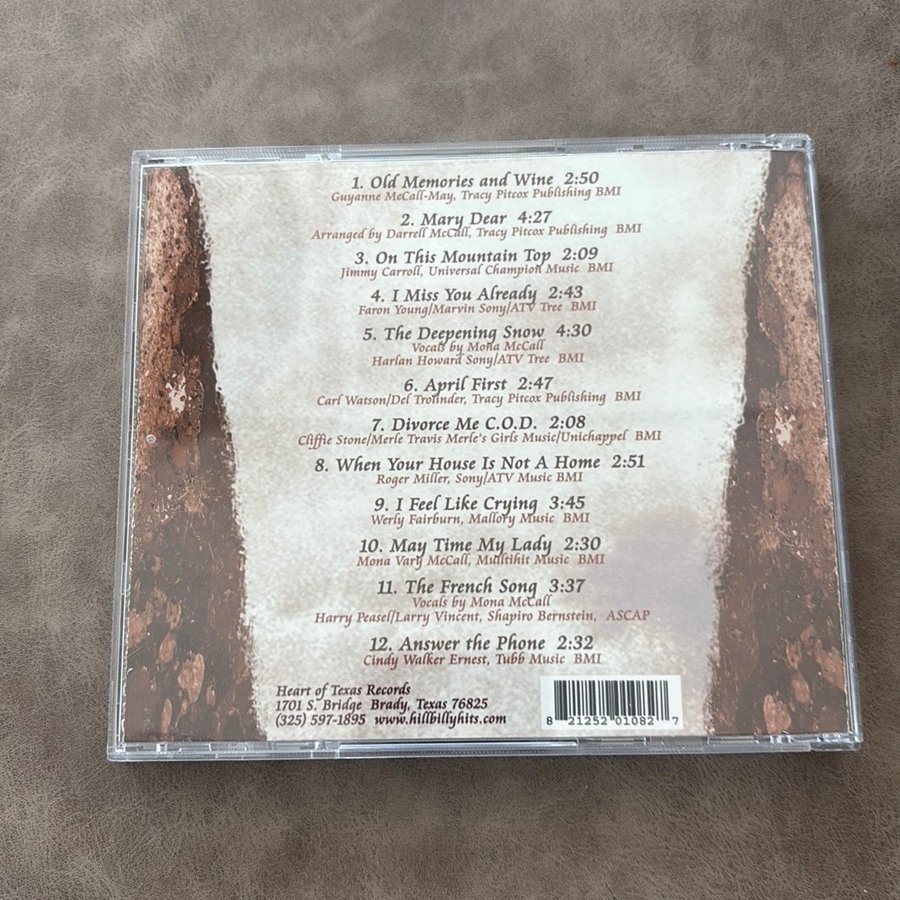 1. Old Memories and Wine 2:50
Guyanne McCall-May, Tracy Pitcox Publishing BMI
2. Mary Dear 4:27
Arranged by Darrell McCall, Tracy Pitcox Publishing BMI
3. On This Mountain Top 2:09
Jimmy Carroll, Universal Champion Music BMI
4. I Miss You Already 2:43
Faron Young/Marvin Sony/ATV Tree BMI
5. The Deepening Snow 4:30
Vocals by Mona McCall
Harlan Howard Sony/ATV Tree BMI
6. April First 2:47
Carl Watson/Del Trolinder, Tracy Pitcox Publishing BMI
7. Divorce Me C.O.D. 2:08
Cliffie Stone/Merle Travis Merle's Girls Music/Unichappel BMI
8. When Your House Is Not A Home 2:51
Roger Miller, Sony/ATV Music BMI
9. I Feel Like Crying 3:45
Werly Fairburn, Mallory Music BMI
10. May Time My Lady 2:30
Mona Vary McCall, Mulltihit Music BMI
11. The French Song 3:37
Vocals by Mona McCall
Harry Peasel/Larry Vincent, Shapiro Bernstein, ASCAP
12. Answer the Phone 2:32
Cindy Walker Ernest, Tubb Music BMI
Heart of Texas Records
1701 S. Bridge Brady, Texas 76825
(325) 597-1895 www.hillbillyhits.com
8 21252 01082 7